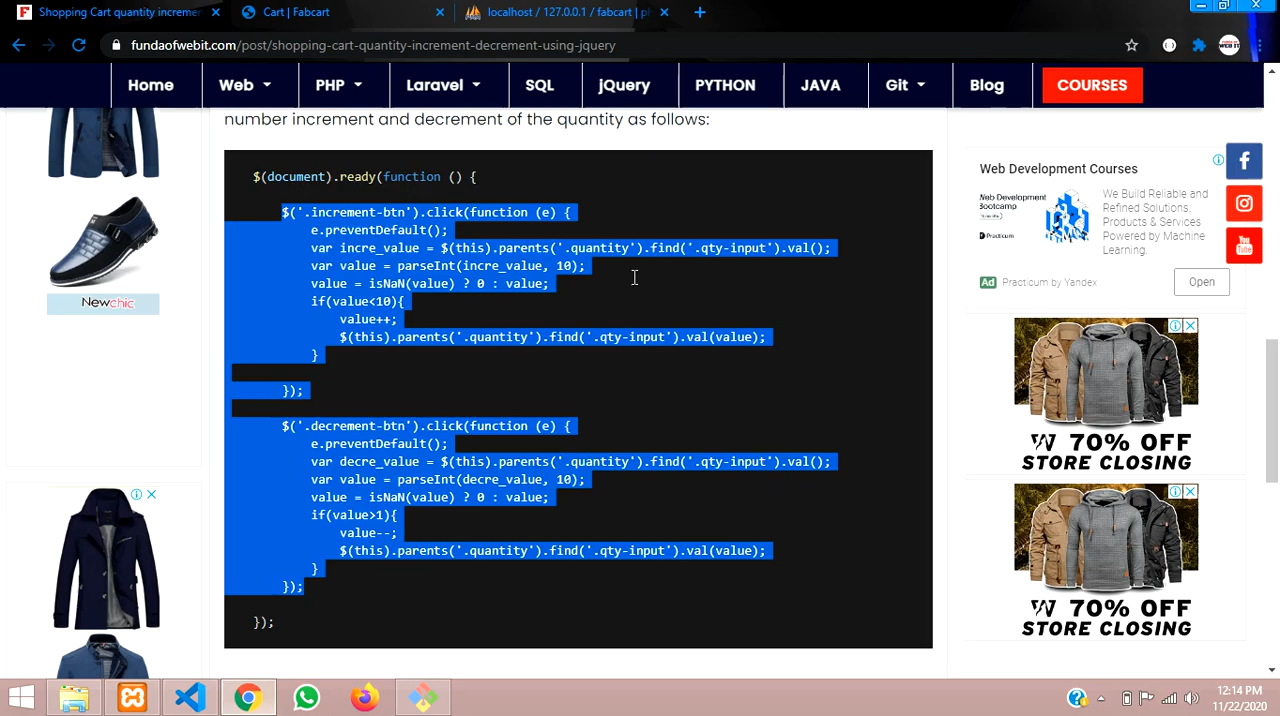 Shopping Cart quantity increme
Cart | Fabcart
localhost / 127.0.0.1 / fabcart | ph
fundaofwebit.com/post/shopping-cart-quantity-increment-decrement-using-jquery
Home
Web
PHP
Laravel
SQL
jQuery
PYTHON
JAVA
Git
Blog
COURSES
number increment and decrement of the quantity as follows:
$(document).ready(function () {
$('.increment-btn').click(function (e) {
e.preventDefault();
var incre_value = $(this).parents('.quantity').find('.qty-input').val();
var value = parseInt(incre_value, 10);
value = isNaN(value) ? 0 : value;
if(value<10){
value++;
$(this).parents('.quantity').find('.qty-input').val(value);
}
});
$('.decrement-btn').click(function (e) {
e.preventDefault();
var decre_value = $(this).parents('.quantity').find('.qty-input').val();
var value = parseInt(decre_value, 10);
value = isNaN(value) ? 0 : value;
if(value>1){
value--;
$(this).parents('.quantity').find('.qty-input').val(value);
}
});
});
Newchic
Web Development Courses
Web Development
Bootcamp
Practicum
We Build Reliable and
Refined Solutions,
Products & Services
Powered by Machine
Learning.
Ad Practicum by Yandex
Open
70% OFF
STORE CLOSING
70% OFF
STORE CLOSING
12:14 PM
11/22/2020